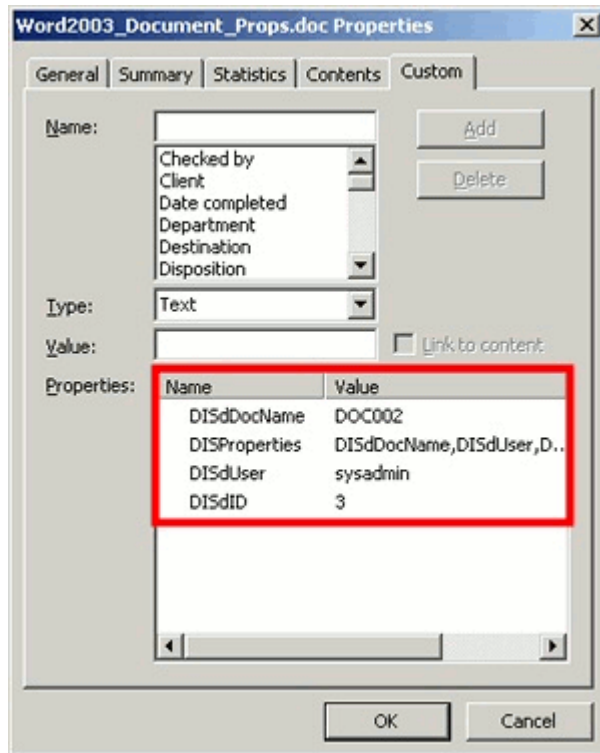 Word2003_Document_Props.doc Properties
General Summary Statistics Contents Custom
Name:
Add
Checked by
Client
Date completed
Department
Destination
Disposition
Delete
Type:
Text
Value:
Link to content
Properties:
Name Value
DISdDocName DOC002
DISProperties DISdDocName,DISdUser,D..
DISdUser sysadmin
DISdID 3
OK Cancel